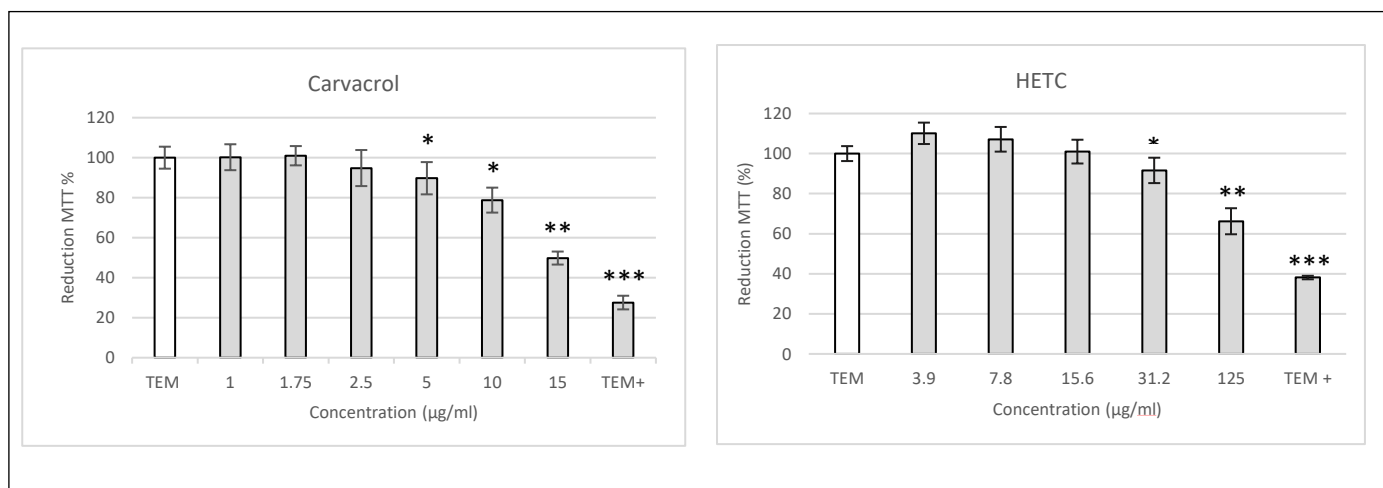 Carvacrol
Reduction MTT %
120
100
80
60
40
20
0
*
*
**
***
TEM 1 1.75 2.5 5 10 15 TEM+
Concentration (µg/ml)
HETC
Reduction MTT (%)
120
100
80
60
40
20
0
*
**
***
TEM 3.9 7.8 15.6 31.2 125 TEM +
Concentration (µg/ml)